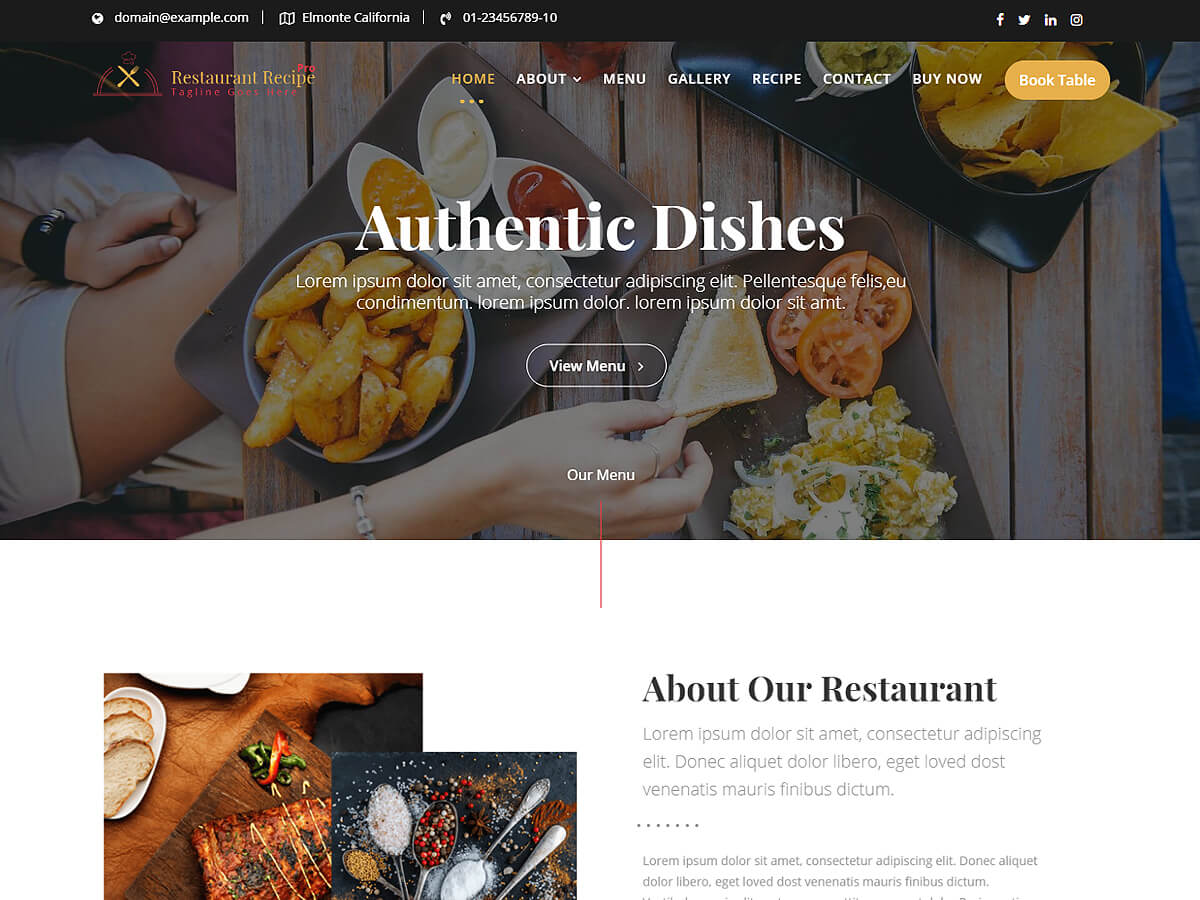 domain@example.com
Elmonte California
01-23456789-10
Restaurant Recipe
Pro
Tagline Goes Here
HOME
ABOUT
MENU
GALLERY
RECIPE
CONTACT
BUY NOW
Book Table
Authentic Dishes
Lorem ipsum dolor sit amet, consectetur adipiscing elit. Pellentesque felis,eu
condimentum. lorem ipsum dolor. lorem ipsum dolor sit amt.
View Menu
Our Menu
About Our Restaurant
Lorem ipsum dolor sit amet, consectetur adipiscing
elit. Donec aliquet dolor libero, eget loved dost
venenatis mauris finibus dictum.
Lorem ipsum dolor sit amet, consectetur adipiscing elit. Donec aliquet
dolor libero, eget loved dost venenatis mauris finibus dictum.